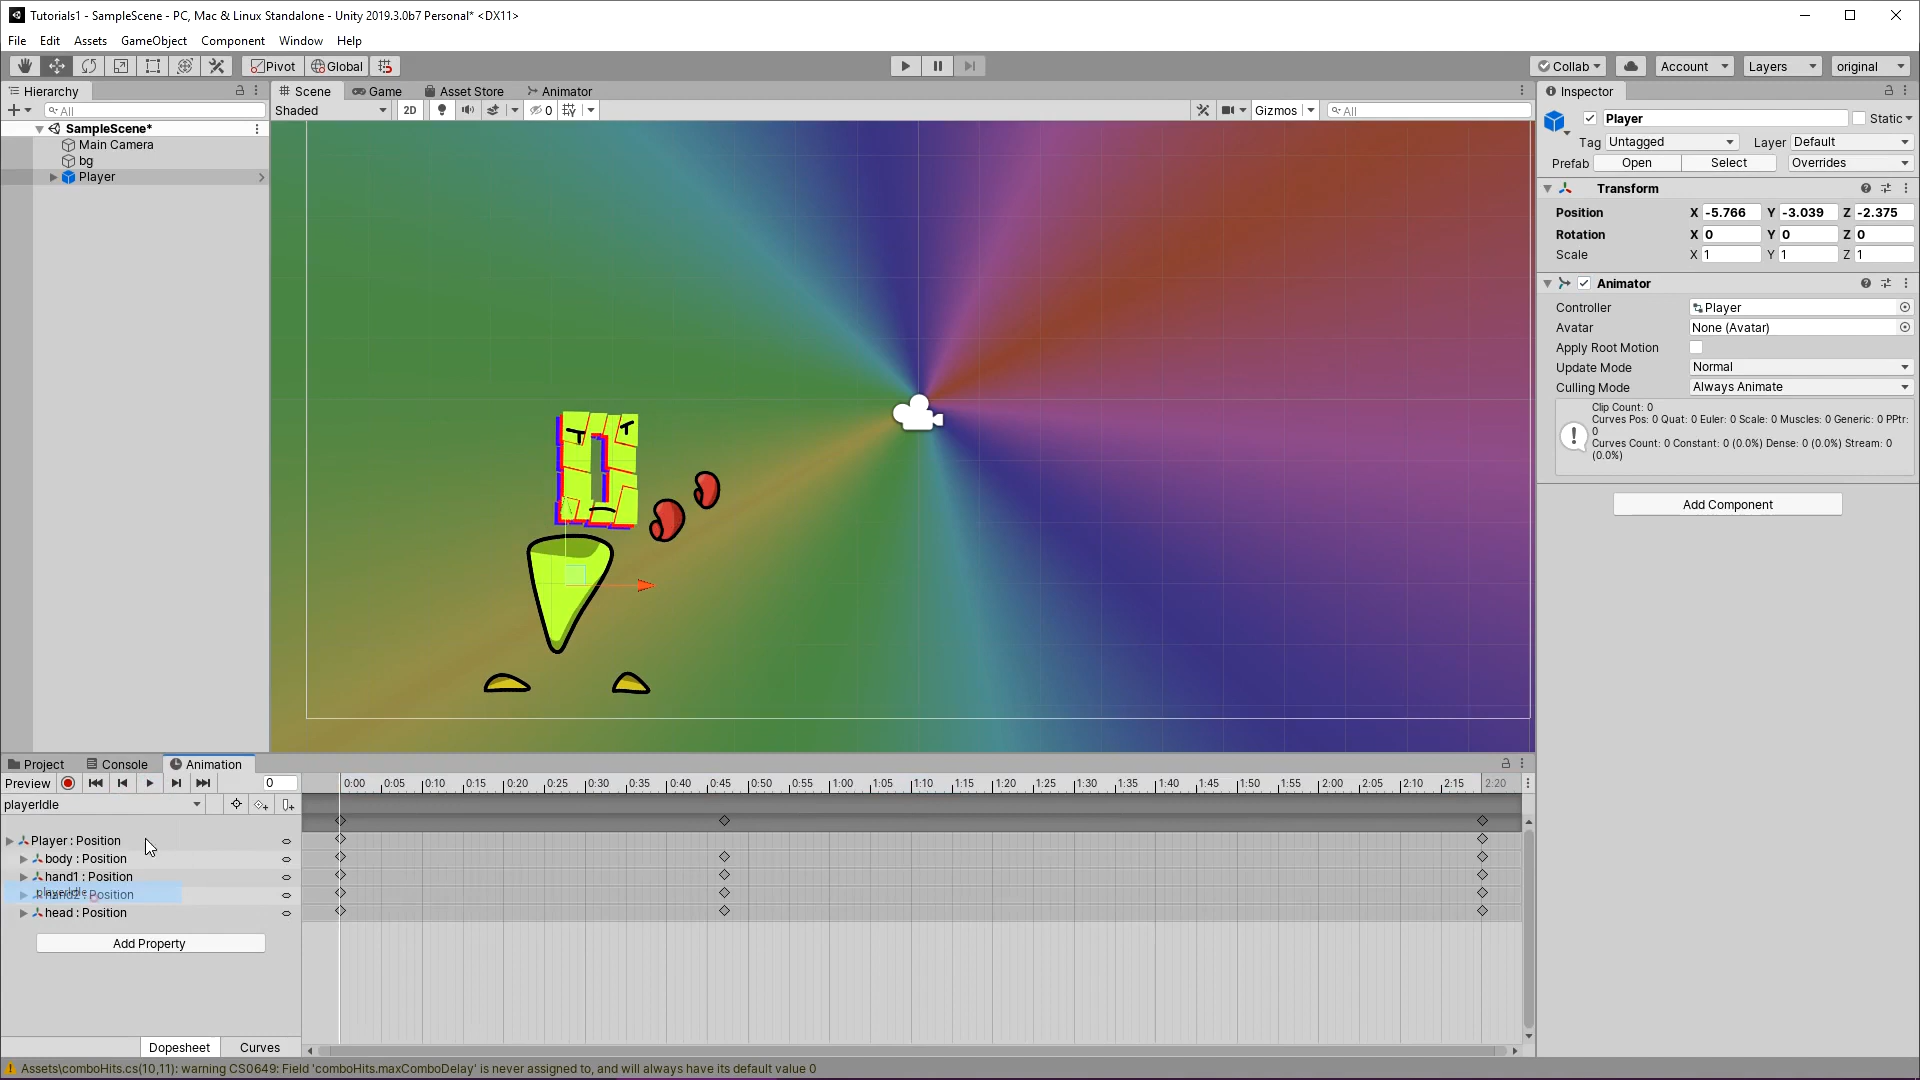 Tutorials1 - SampleScene - PC, Mac & Linux Standalone - Unity 2019.3.0b7 Personal* <DX11>
File Edit Assets GameObject Component Window Help
Pivot Global Collab Account Layers original
Hierarchy Scene Game Asset Store Animator Inspector
All Shaded 2D 0 Gizmos All
SampleScene*
Main Camera
bg
Player
Player Static
Tag Untagged Layer Default
Prefab Open Select Overrides
Transform
Position X -5.766 Y -3.039 Z -2.375
Rotation X 0 Y 0 Z 0
Scale X 1 Y 1 Z 1
Animator
Controller Player
Avatar None (Avatar)
Apply Root Motion
Update Mode Normal
Culling Mode Always Animate
Clip Count: 0
Curves Pos: 0 Quat: 0 Euler: 0 Scale: 0 Muscles: 0 Generic: 0 PPtr:
0
Curves Count: 0 Constant: 0 (0.0%) Dense: 0 (0.0%) Stream: 0
(0.0%)
Add Component
Project Console Animation
Preview 0 0:00 0:05 0:10 0:15 0:20 0:25 0:30 0:35 0:40 0:45 0:50 0:55 1:00 1:05 1:10 1:15 1:20 1:25 1:30 1:35 1:40 1:45 1:50 1:55 2:00 2:05 2:10 2:15 2:20
playerIdle
Player : Position
body : Position
hand1 : Position
hand2 : Position
playerIdle
head : Position
Add Property
Dopesheet Curves
Assets\comboHits.cs(10,11): warning CS0649: Field 'comboHits.maxComboDelay' is never assigned to, and will always have its default value 0